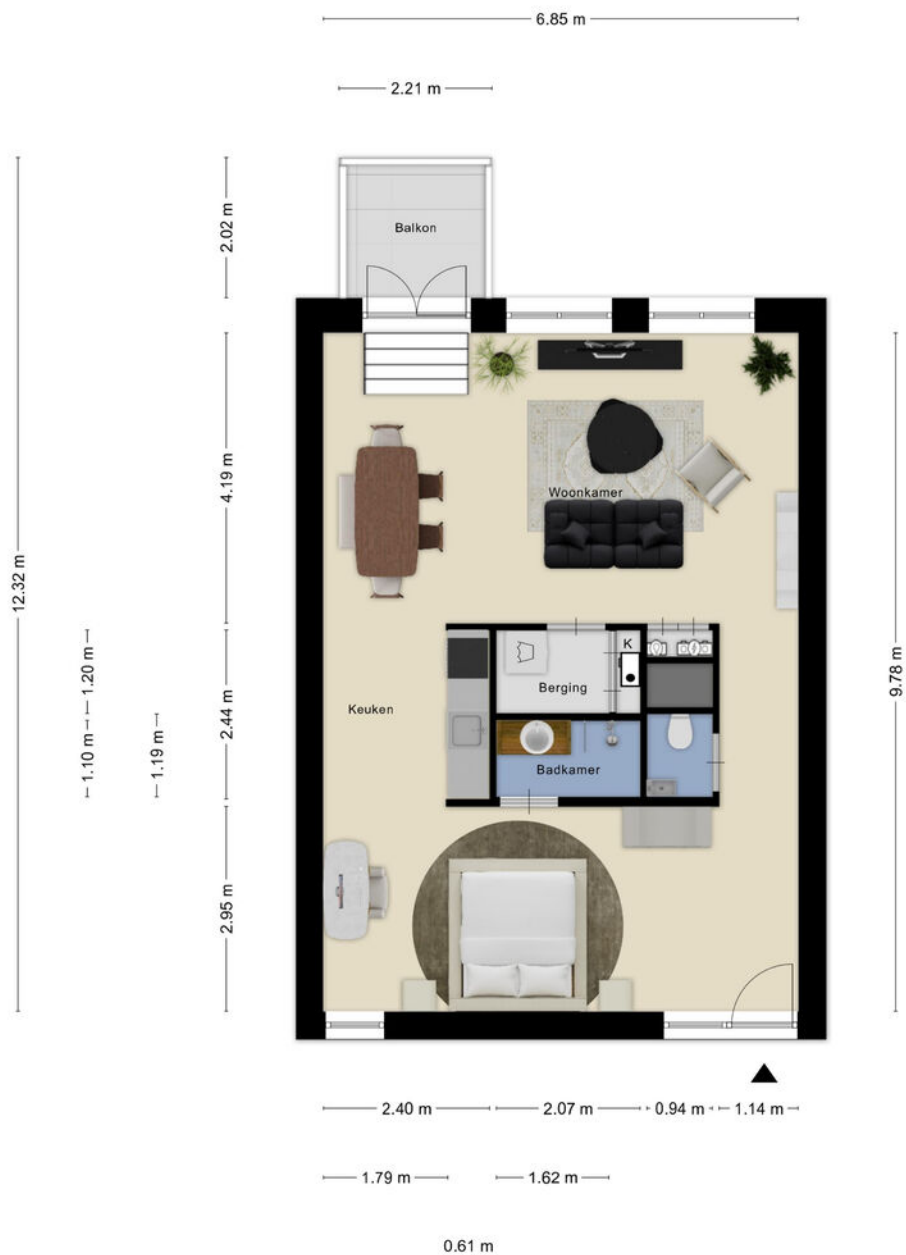 6.85 m
2.21 m
Balkon
2.02 m
4.19 m
Woonkamer
12.32 m
1.20 m
K
Berging
Keuken
2.44 m
9.78 m
1.10 m
1.19 m
Badkamer
2.95 m
2.40 m
2.07 m
0.94 m
1.14 m
1.79 m
1.62 m
0.61 m